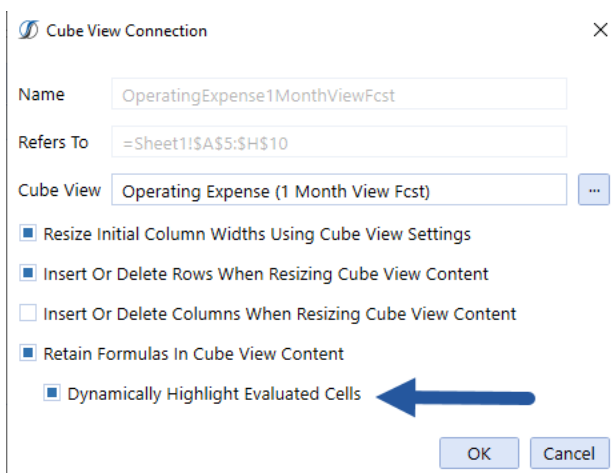 Cube View Connection
Name OperatingExpense1MonthViewFcst
Refers To =Sheet1!$A$5:$H$10
Cube View Operating Expense (1 Month View Fcst) ...
Resize Initial Column Widths Using Cube View Settings
Insert Or Delete Rows When Resizing Cube View Content
Insert Or Delete Columns When Resizing Cube View Content
Retain Formulas In Cube View Content
Dynamically Highlight Evaluated Cells
OK Cancel